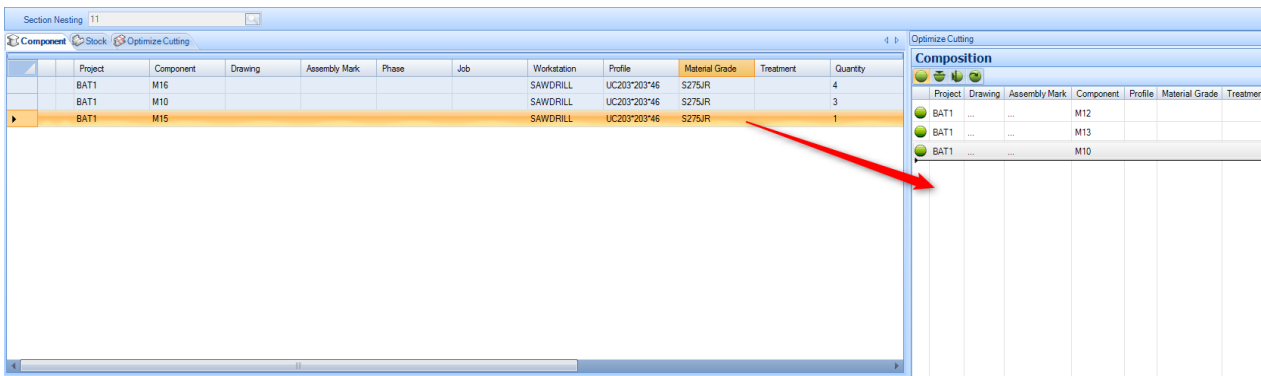 Section Nesting 11
Component Stock Optimize Cutting
Project Component Drawing Assembly Mark Phase Job Workstation Profile Material Grade Treatment Quantity
BAT1 M16 SAWDRILL UC203*203*46 S275JR 4
BAT1 M10 SAWDRILL UC203*203*46 S275JR 3
BAT1 M15 SAWDRILL UC203*203*46 S275JR 1
Optimize Cutting
Composition
Project Drawing Assembly Mark Component Profile Material Grade Treatmer
BAT1 ... ... M12
BAT1 ... ... M13
BAT1 ... ... M10